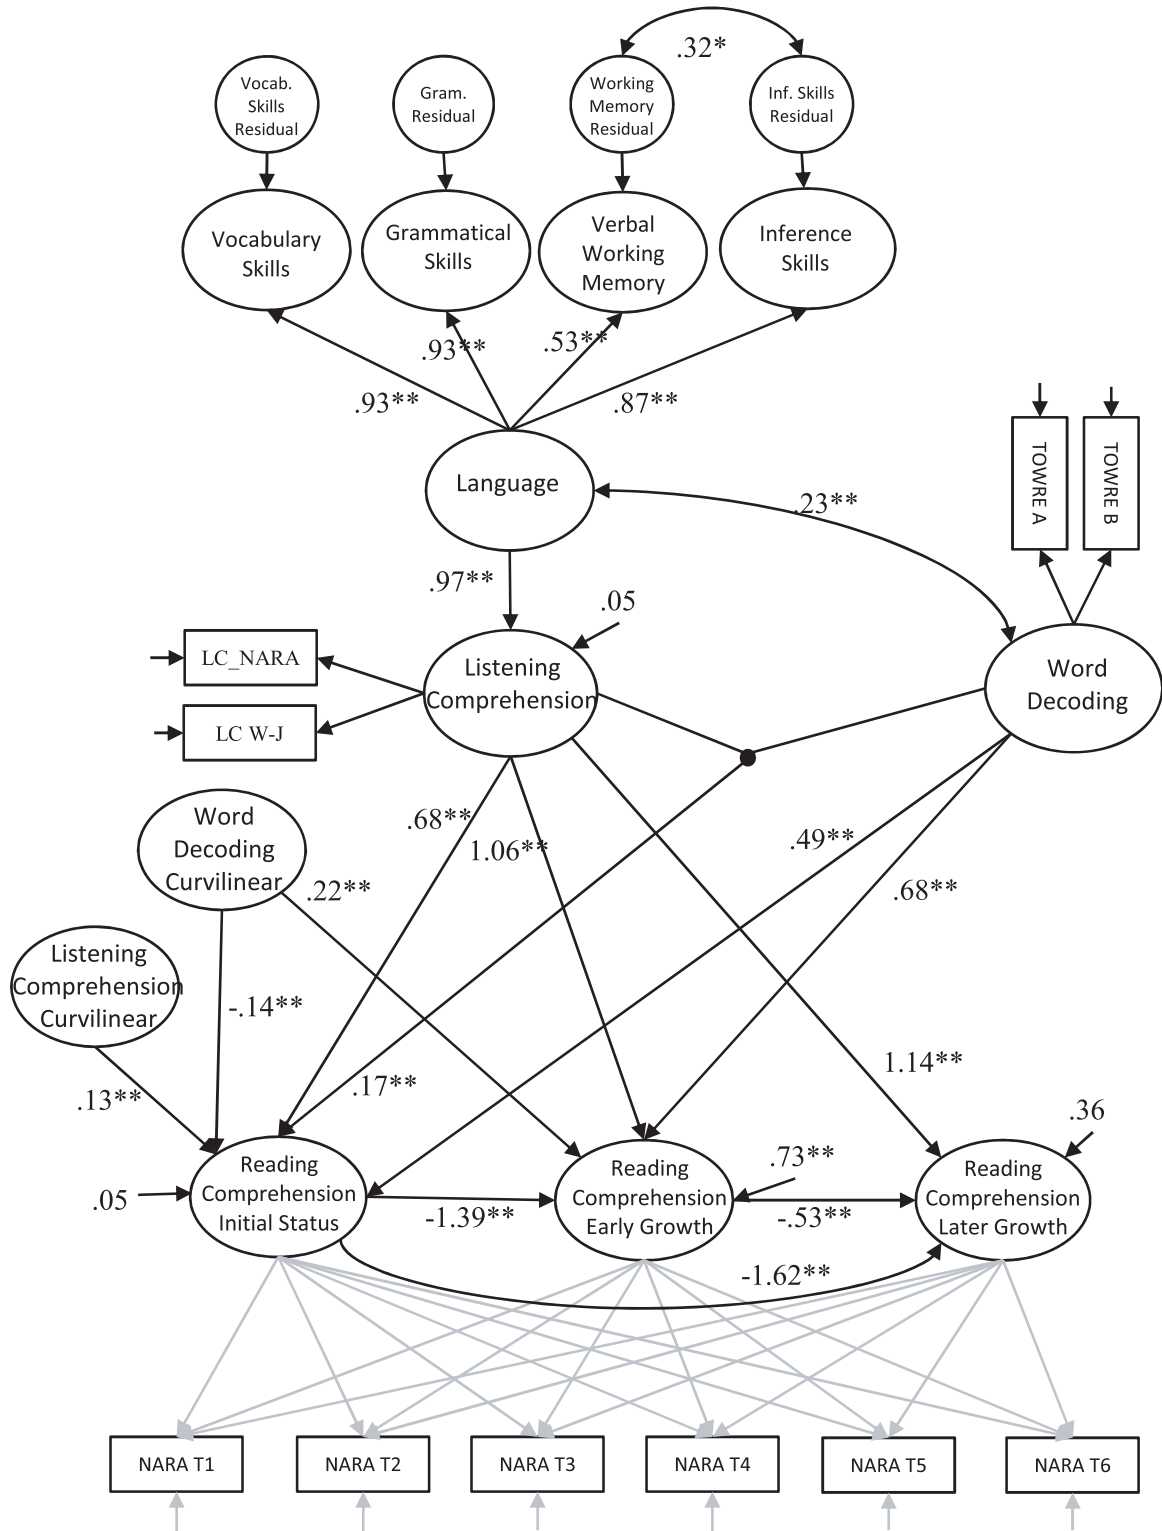 .32*
Vocab.
Skills
Residual
Gram.
Residual
Working
Memory
Residual
Inf. Skills
Residual
Vocabulary
Skills
Grammatical
Skills
Verbal
Working
Memory
Inference
Skills
.93**
.93**
.53**
.87**
Language
.23**
TOWRE A
TOWRE B
.97**
.05
LC_NARA
LC W-J
Listening
Comprehension
Word
Decoding
Word
Decoding
Curvilinear
.68**
1.06**
.49**
.68**
.22**
Listening
Comprehension
Curvilinear
-.14**
.13**
.17**
1.14**
.36
.05
Reading
Comprehension
Initial Status
-1.39**
Reading
Comprehension
Early Growth
.73**
-.53**
Reading
Comprehension
Later Growth
-1.62**
NARA T1
NARA T2
NARA T3
NARA T4
NARA T5
NARA T6